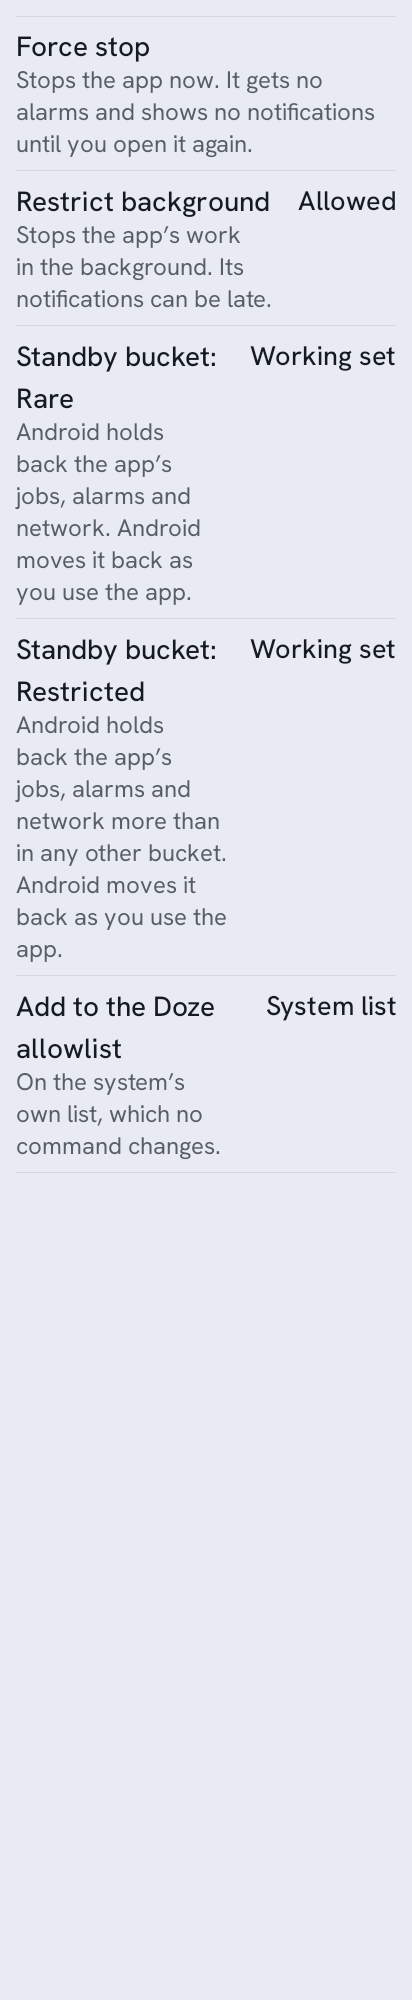 Force stop
Stops the app now. It gets no
alarms and shows no notifications
until you open it again.
Restrict background Allowed
Stops the app’s work
in the background. Its
notifications can be late.
Standby bucket: Working set
Rare
Android holds
back the app’s
jobs, alarms and
network. Android
moves it back as
you use the app.
Standby bucket: Working set
Restricted
Android holds
back the app’s
jobs, alarms and
network more than
in any other bucket.
Android moves it
back as you use the
app.
Add to the Doze System list
allowlist
On the system’s
own list, which no
command changes.